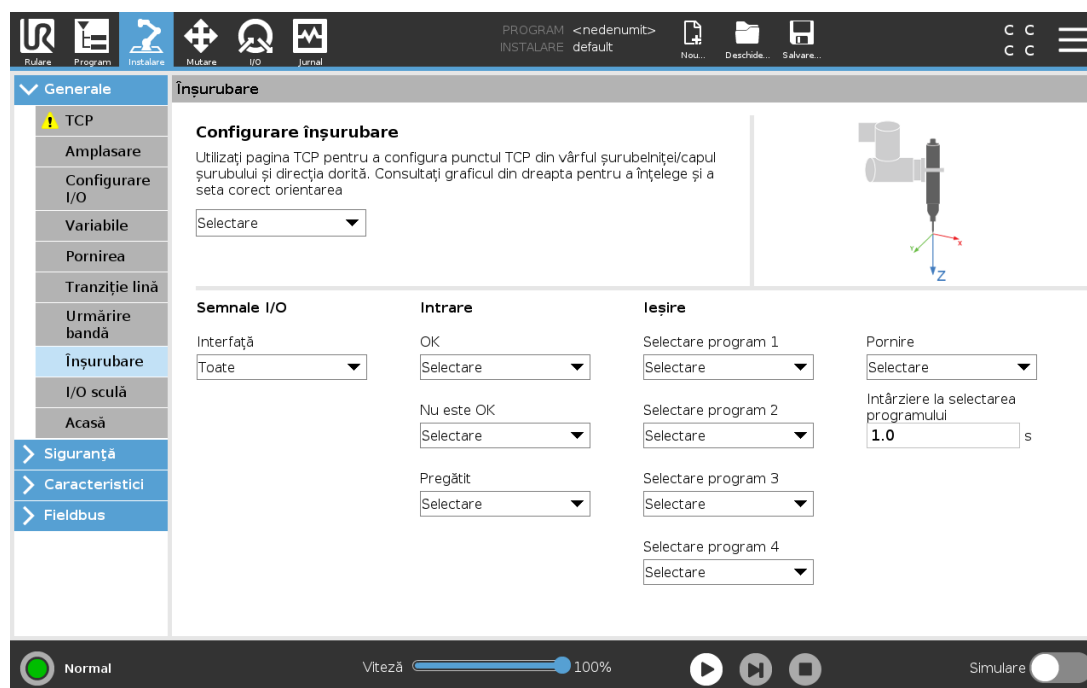 UR
Rulare
Program
Instalare
Mutare
I/O
Jurnal
PROGRAM <nedenumit>
INSTALARE default
Nou...
Deschide...
Salvare...
C C
C C
Generale
TCP
Amplasare
Configurare
I/O
Variabile
Pornirea
Tranziție lină
Urmărire
bandă
Înșurubare
I/O sculă
Acasă
Siguranță
Caracteristici
Fieldbus
Înșurubare
Configurare înșurubare
Utilizați pagina TCP pentru a configura punctul TCP din vârful șurubelniței/capul
șurubului și direcția dorită. Consultați graficul din dreapta pentru a înțelege și a
seta corect orientarea
Selectare
Y
X
Z
Semnale I/O
Interfață
Toate
Intrare
OK
Selectare
Nu este OK
Selectare
Pregătit
Selectare
Ieșire
Selectare program 1
Selectare
Selectare program 2
Selectare
Selectare program 3
Selectare
Selectare program 4
Selectare
Pornire
Selectare
Intârziere la selectarea
programului
1.0 s
Normal
Viteză 100%
Simulare